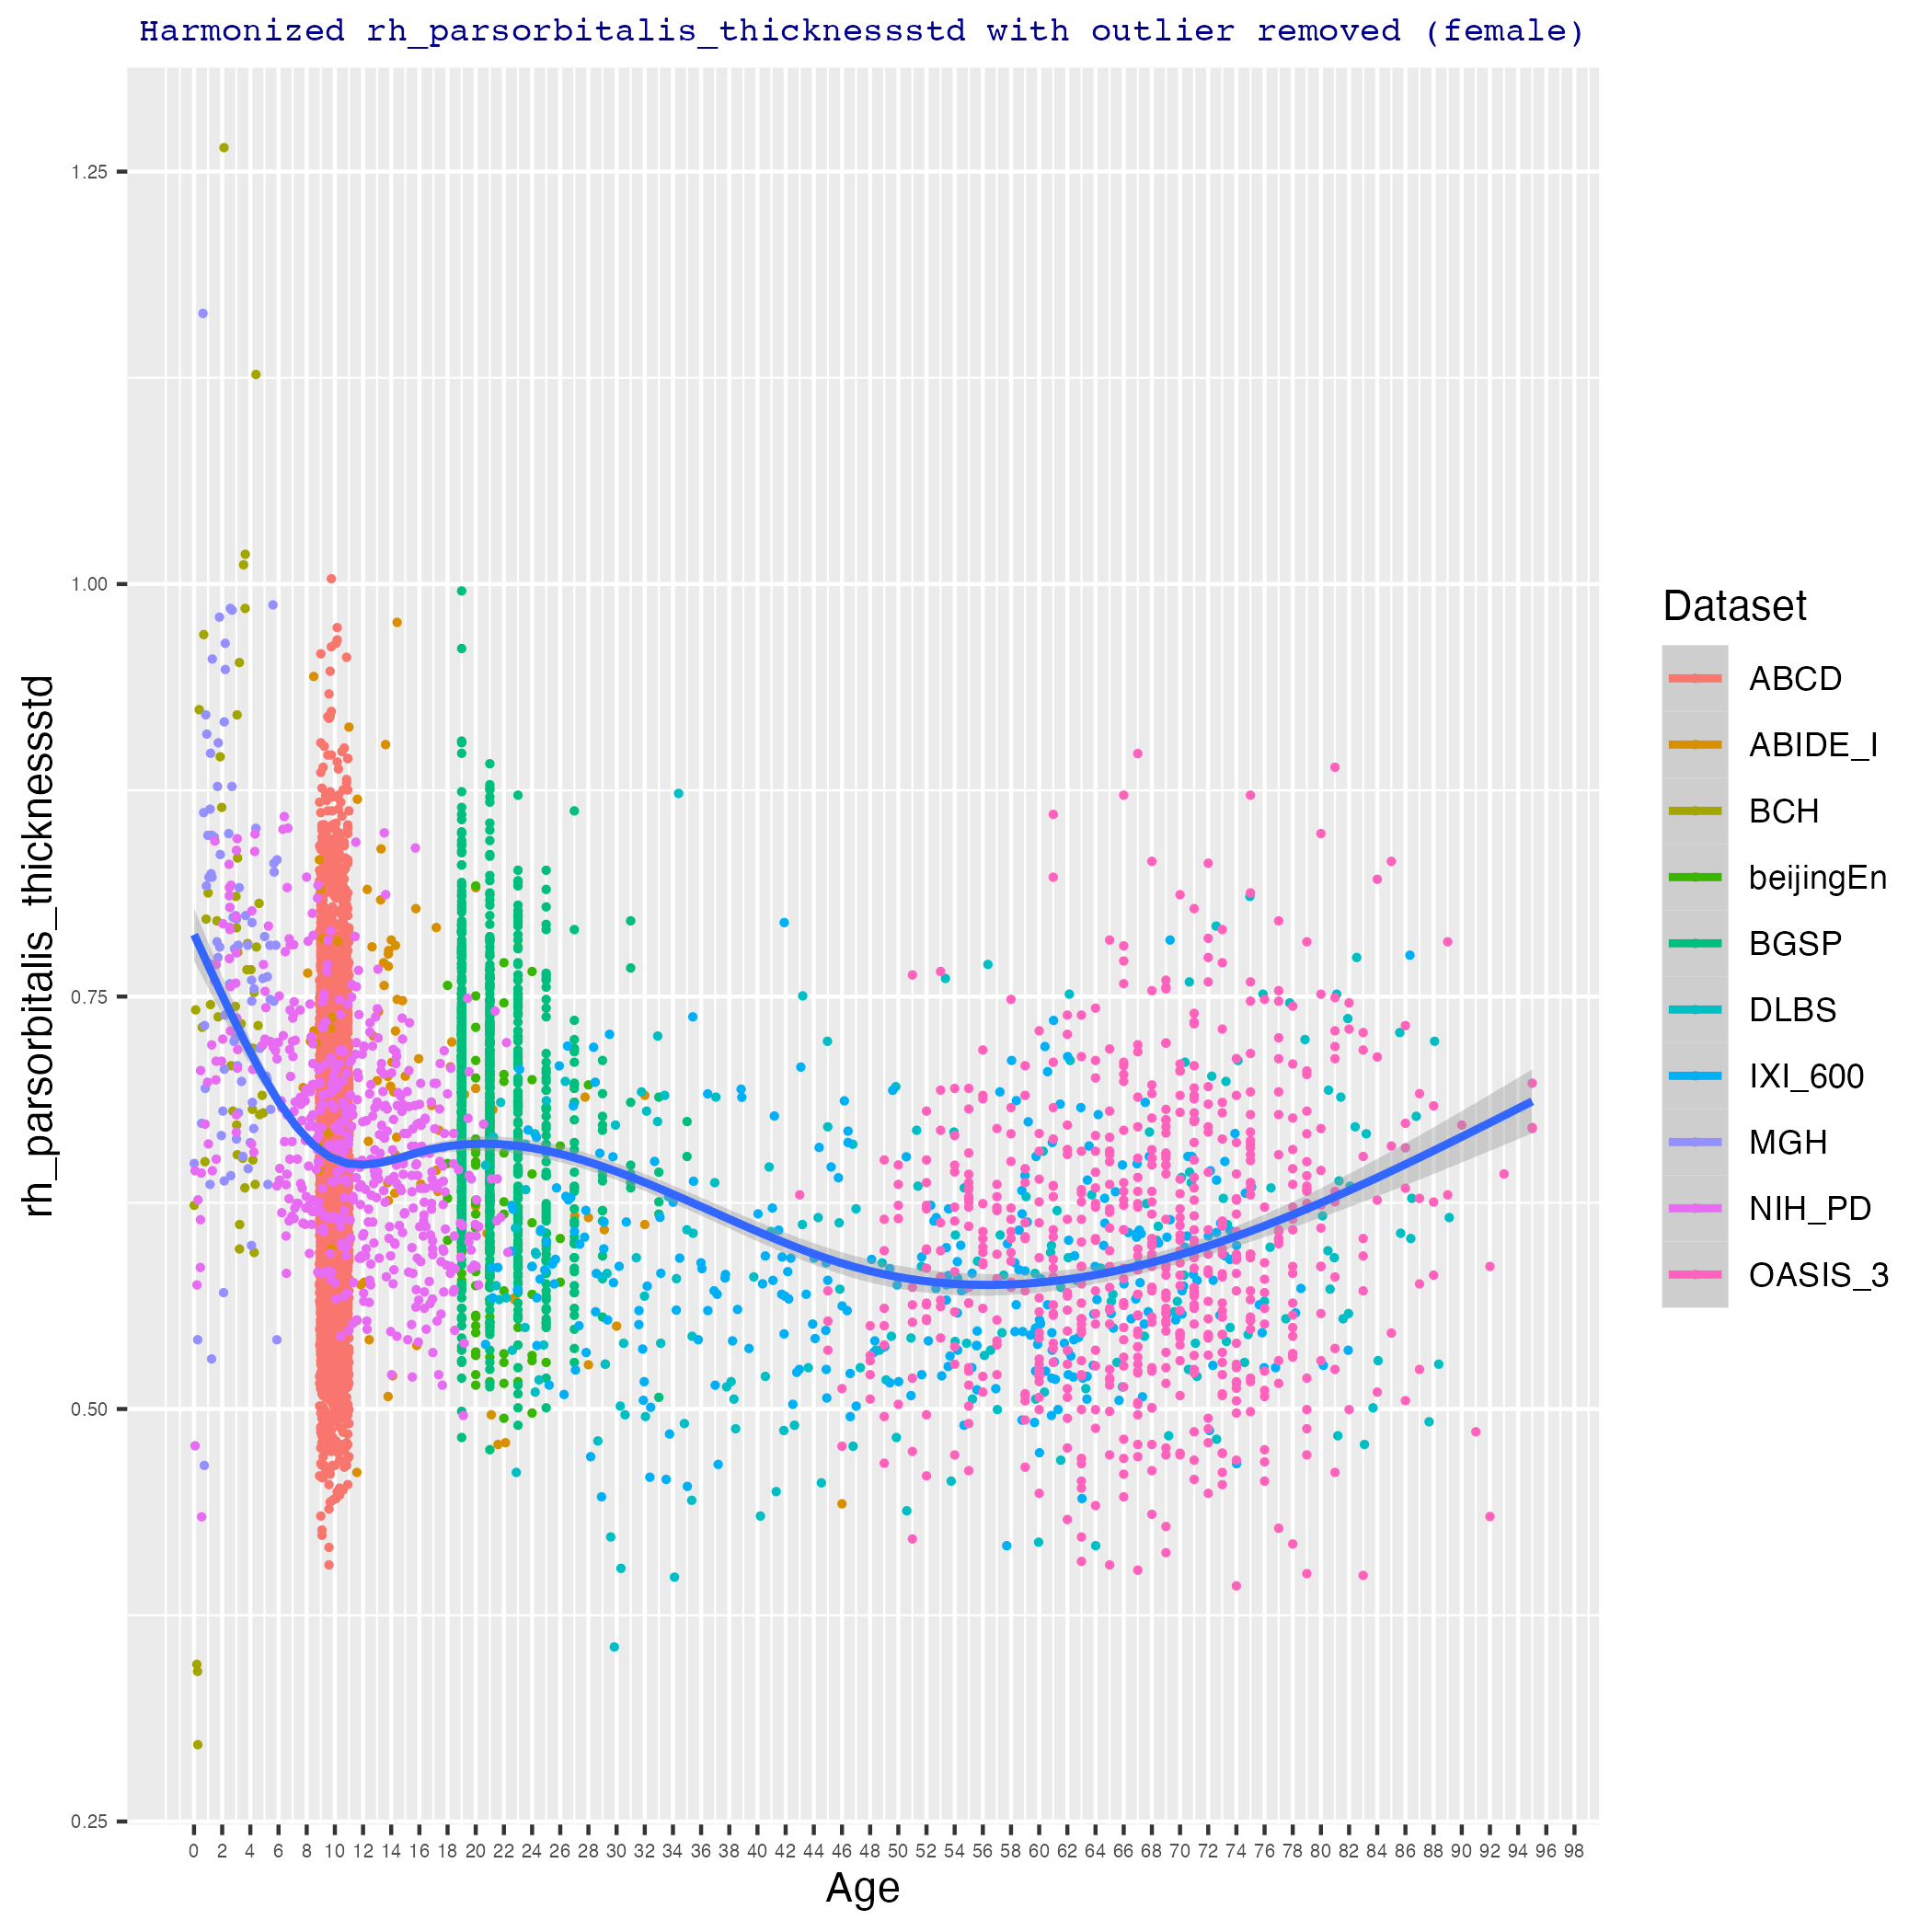 Harmonized rh_parsorbitalis_thicknessstd with outlier removed (female)
rh_parsorbitalis_thicknessstd
1.25
1.00
0.75
0.50
0.25
0 2 4 6 8 10 12 14 16 18 20 22 24 26 28 30 32 34 36 38 40 42 44 46 48 50 52 54 56 58 60 62 64 66 68 70 72 74 76 78 80 82 84 86 88 90 92 94 96 98
Age
Dataset
ABCD
ABIDE_I
BCH
beijingEn
BGSP
DLBS
IXI_600
MGH
NIH_PD
OASIS_3